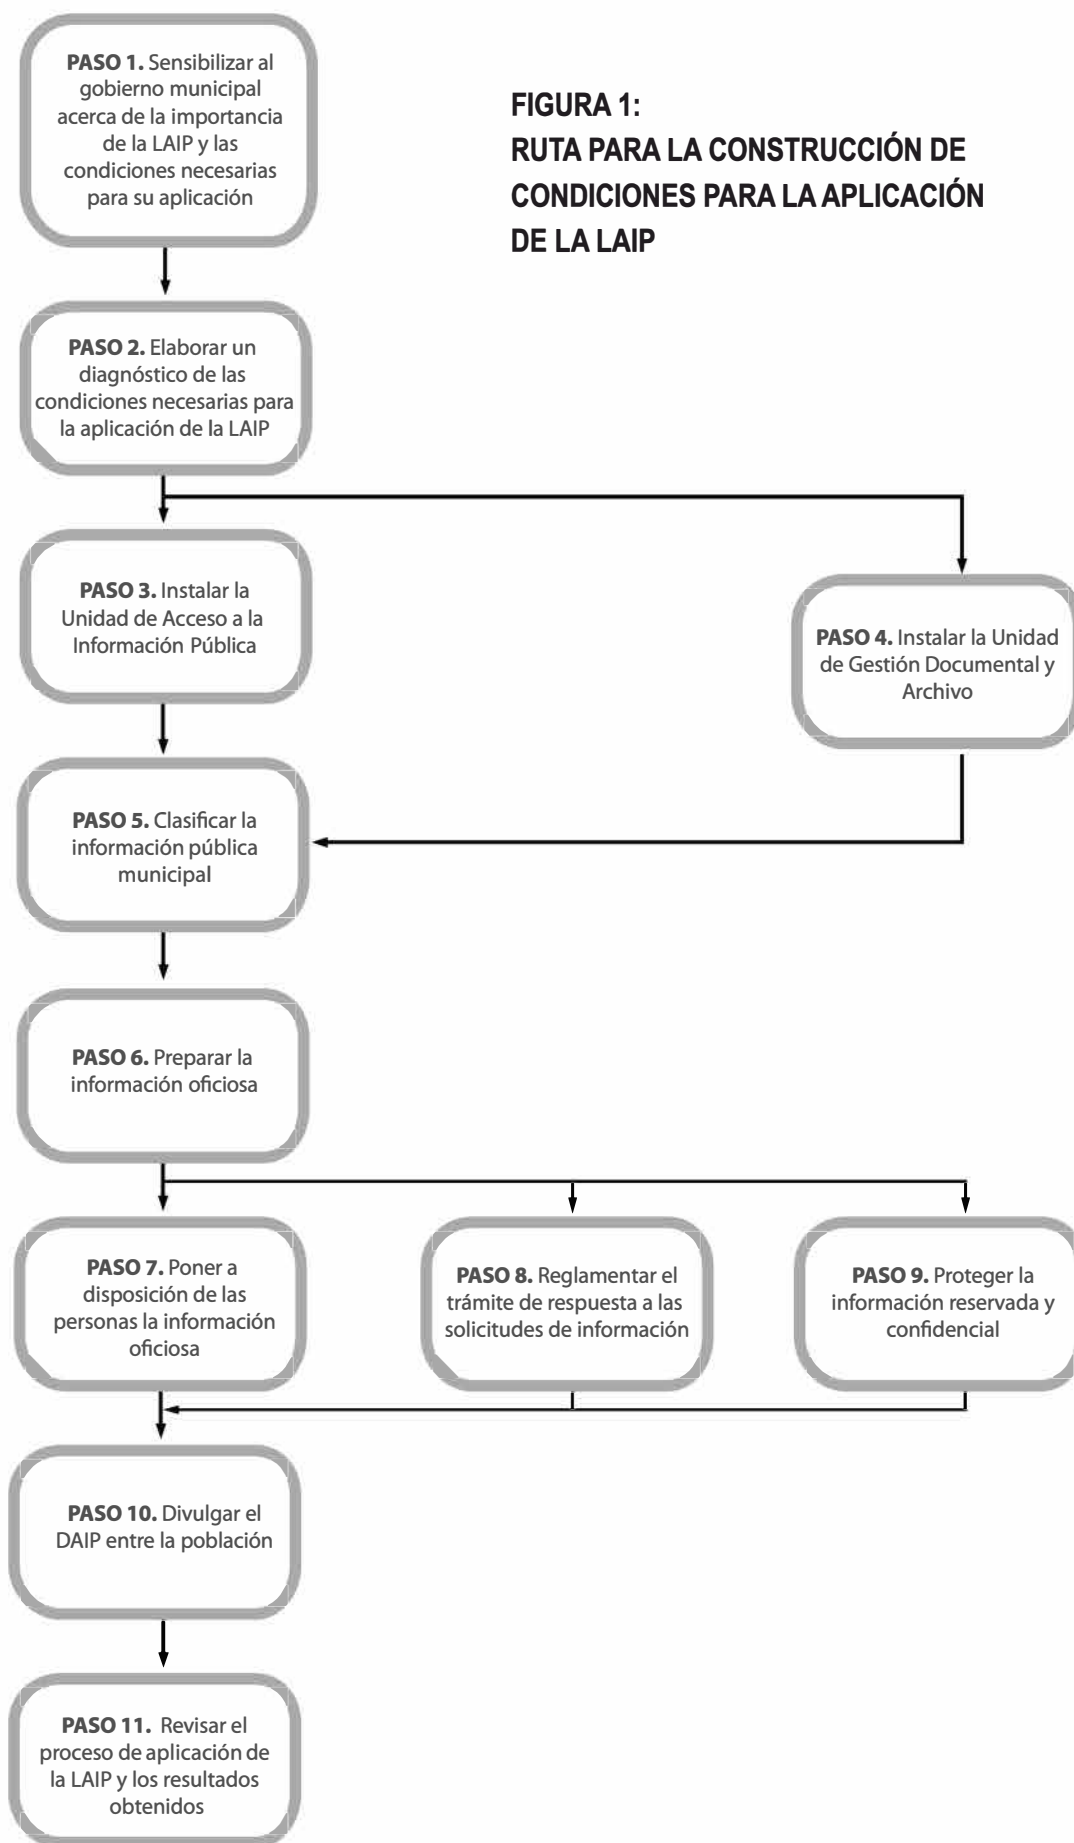 PASO 1. Sensibilizar al
gobierno municipal
acerca de la importancia
de la LAIP y las
condiciones necesarias
para su aplicación
FIGURA 1:
RUTA PARA LA CONSTRUCCIÓN DE
CONDICIONES PARA LA APLICACIÓN
DE LA LAIP
PASO 2. Elaborar un
diagnóstico de las
condiciones necesarias para
la aplicación de la LAIP
PASO 3. Instalar la
Unidad de Acceso a la
Información Pública
PASO 4. Instalar la Unidad
de Gestión Documental y
Archivo
PASO 5. Clasificar la
información pública
municipal
PASO 6. Preparar la
información oficiosa
PASO 7. Poner a
disposición de las
personas la información
oficiosa
PASO 8. Reglamentar el
trámite de respuesta a las
solicitudes de información
PASO 9. Proteger la
información reservada y
confidencial
PASO 10. Divulgar el
DAIP entre la población
PASO 11. Revisar el
proceso de aplicación de
la LAIP y los resultados
obtenidos